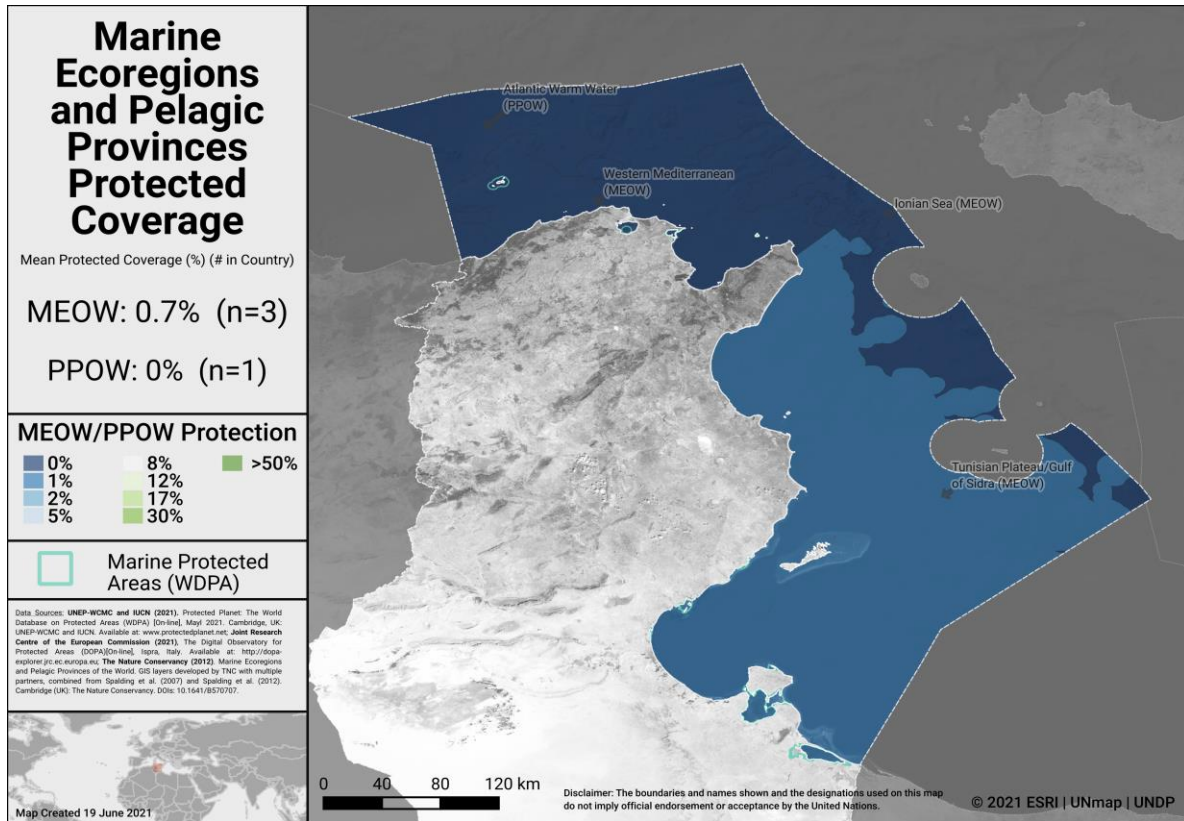 Marine
Ecoregions
and Pelagic
Provinces
Protected
Coverage
Mean Protected Coverage (%) (# in Country)
MEOW: 0.7% (n=3)
PPOW: 0% (n=1)
MEOW/PPOW Protection
0%
1%
2%
5%
8%
12%
17%
30%
>50%
Marine Protected
Areas (WDPA)
Data Sources: UNEP-WCMC and IUCN (2021). Protected Planet: The World
Database on Protected Areas (WDPA) [On-line], Mayl 2021. Cambridge, UK:
UNEP-WCMC and IUCN. Available at: www.protectedplanet.net; Joint Research
Centre of the European Commission (2021), The Digital Observatory for
Protected Areas (DOPA)[On-line], Ispra, Italy. Available at: http://dopa-
explorer.jrc.ec.europa.eu; The Nature Conservancy (2012). Marine Ecoregions
and Pelagic Provinces of the World. GIS layers developed by TNC with multiple
partners, combined from Spalding et al. (2007) and Spalding et al. (2012).
Cambridge (UK): The Nature Conservancy. DOIs: 10.1641/B570707.
Map Created 19 June 2021
Atlantic Warm Water
(PPOW)
Western Mediterranean
(MEOW)
Ionian Sea (MEOW)
Tunisian Plateau/Gulf
of Sidra (MEOW)
0 40 80 120 km
Disclaimer: The boundaries and names shown and the designations used on this map
do not imply official endorsement or acceptance by the United Nations.
© 2021 ESRI | UNmap | UNDP